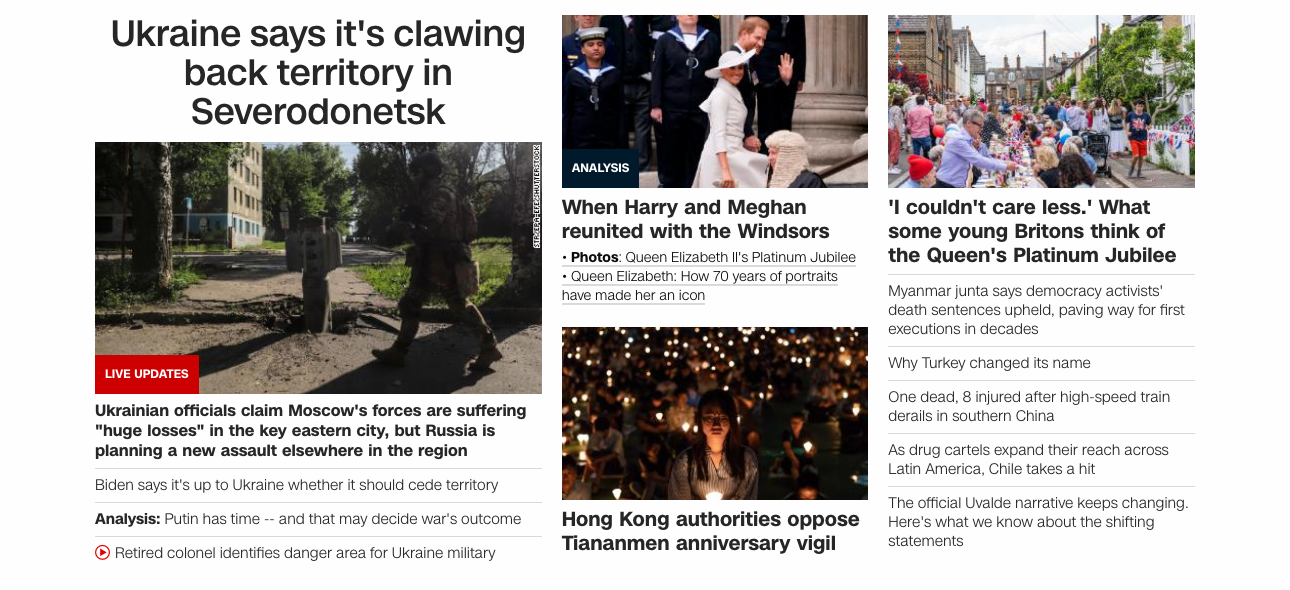 Ukraine says it's clawing
back territory in
Severodonetsk
LIVE UPDATES
Ukrainian officials claim Moscow's forces are suffering
"huge losses" in the key eastern city, but Russia is
planning a new assault elsewhere in the region
Biden says it's up to Ukraine whether it should cede territory
Analysis: Putin has time -- and that may decide war's outcome
Retired colonel identifies danger area for Ukraine military
ANALYSIS
When Harry and Meghan
reunited with the Windsors
• Photos: Queen Elizabeth II's Platinum Jubilee
• Queen Elizabeth: How 70 years of portraits
have made her an icon
Hong Kong authorities oppose
Tiananmen anniversary vigil
'I couldn't care less.' What
some young Britons think of
the Queen's Platinum Jubilee
Myanmar junta says democracy activists'
death sentences upheld, paving way for first
executions in decades
Why Turkey changed its name
One dead, 8 injured after high-speed train
derails in southern China
As drug cartels expand their reach across
Latin America, Chile takes a hit
The official Uvalde narrative keeps changing.
Here's what we know about the shifting
statements